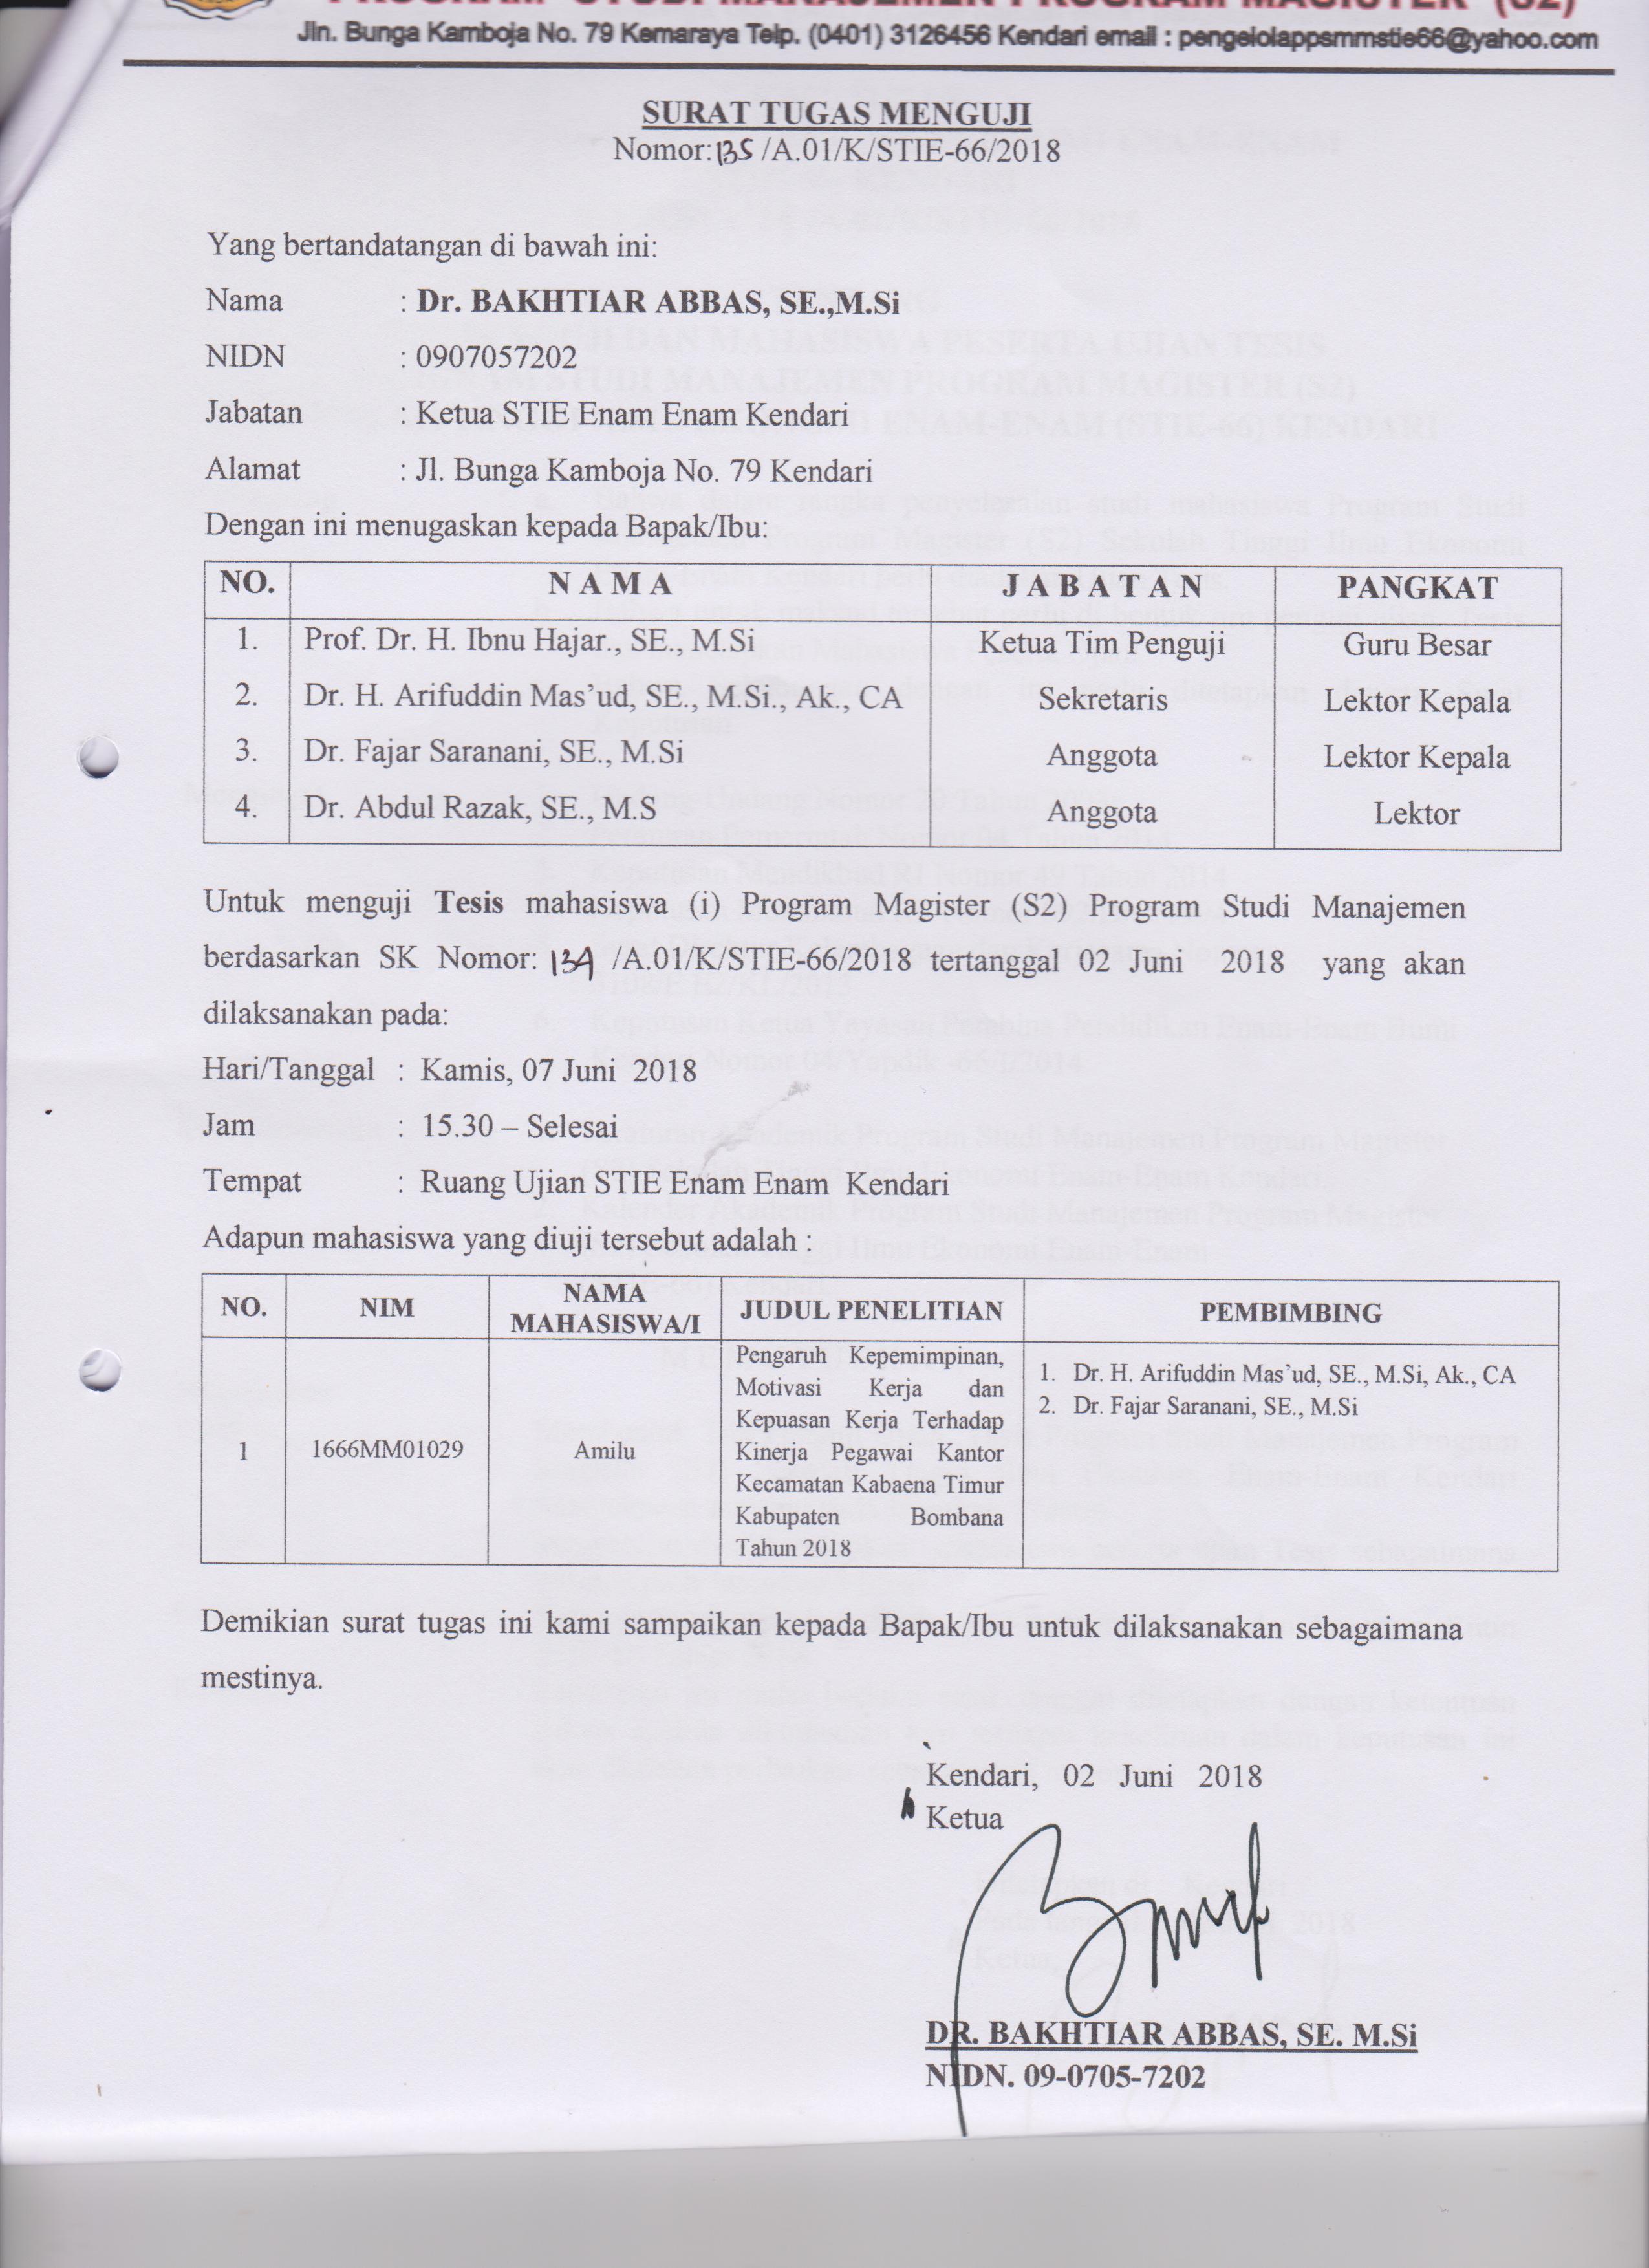 PROGRAM STUDI MANAJEMEN PROGRAM MAGISTER (S2)
Jln. Bunga Kamboja No. 79 Kemaraya Telp. (0401) 3126456 Kendari email : pengelolappsmmstie66@yahoo.com
SURAT TUGAS MENGUJI
Nomor:135 /A.01/K/STIE-66/2018
Yang bertandatangan di bawah ini:
Nama : Dr. BAKHTIAR ABBAS, SE.,M.Si
NIDN : 0907057202
Jabatan : Ketua STIE Enam Enam Kendari
Alamat : Jl. Bunga Kamboja No. 79 Kendari
Dengan ini menugaskan kepada Bapak/Ibu:
NO. N A M A J A B A T A N PANGKAT
1. Prof. Dr. H. Ibnu Hajar., SE., M.Si Ketua Tim Penguji Guru Besar
2. Dr. H. Arifuddin Mas’ud, SE., M.Si., Ak., CA Sekretaris Lektor Kepala
3. Dr. Fajar Saranani, SE., M.Si Anggota Lektor Kepala
4. Dr. Abdul Razak, SE., M.S Anggota Lektor
Untuk menguji Tesis mahasiswa (i) Program Magister (S2) Program Studi Manajemen
berdasarkan SK Nomor: 134 /A.01/K/STIE-66/2018 tertanggal 02 Juni 2018 yang akan
dilaksanakan pada:
Hari/Tanggal : Kamis, 07 Juni 2018
Jam : 15.30 – Selesai
Tempat : Ruang Ujian STIE Enam Enam Kendari
Adapun mahasiswa yang diuji tersebut adalah :
NO. NIM NAMA MAHASISWA/I JUDUL PENELITIAN PEMBIMBING
1 1666MM01029 Amilu
Pengaruh Kepemimpinan,
Motivasi Kerja dan
Kepuasan Kerja Terhadap
Kinerja Pegawai Kantor
Kecamatan Kabaena Timur
Kabupaten Bombana
Tahun 2018
1. Dr. H. Arifuddin Mas`ud, SE., M.Si, Ak., CA
2. Dr. Fajar Saranani, SE., M.Si
Demikian surat tugas ini kami sampaikan kepada Bapak/Ibu untuk dilaksanakan sebagaimana
mestinya.
Kendari, 02 Juni 2018
Ketua
DR. BAKHTIAR ABBAS, SE. M.Si
NIDN. 09-0705-7202